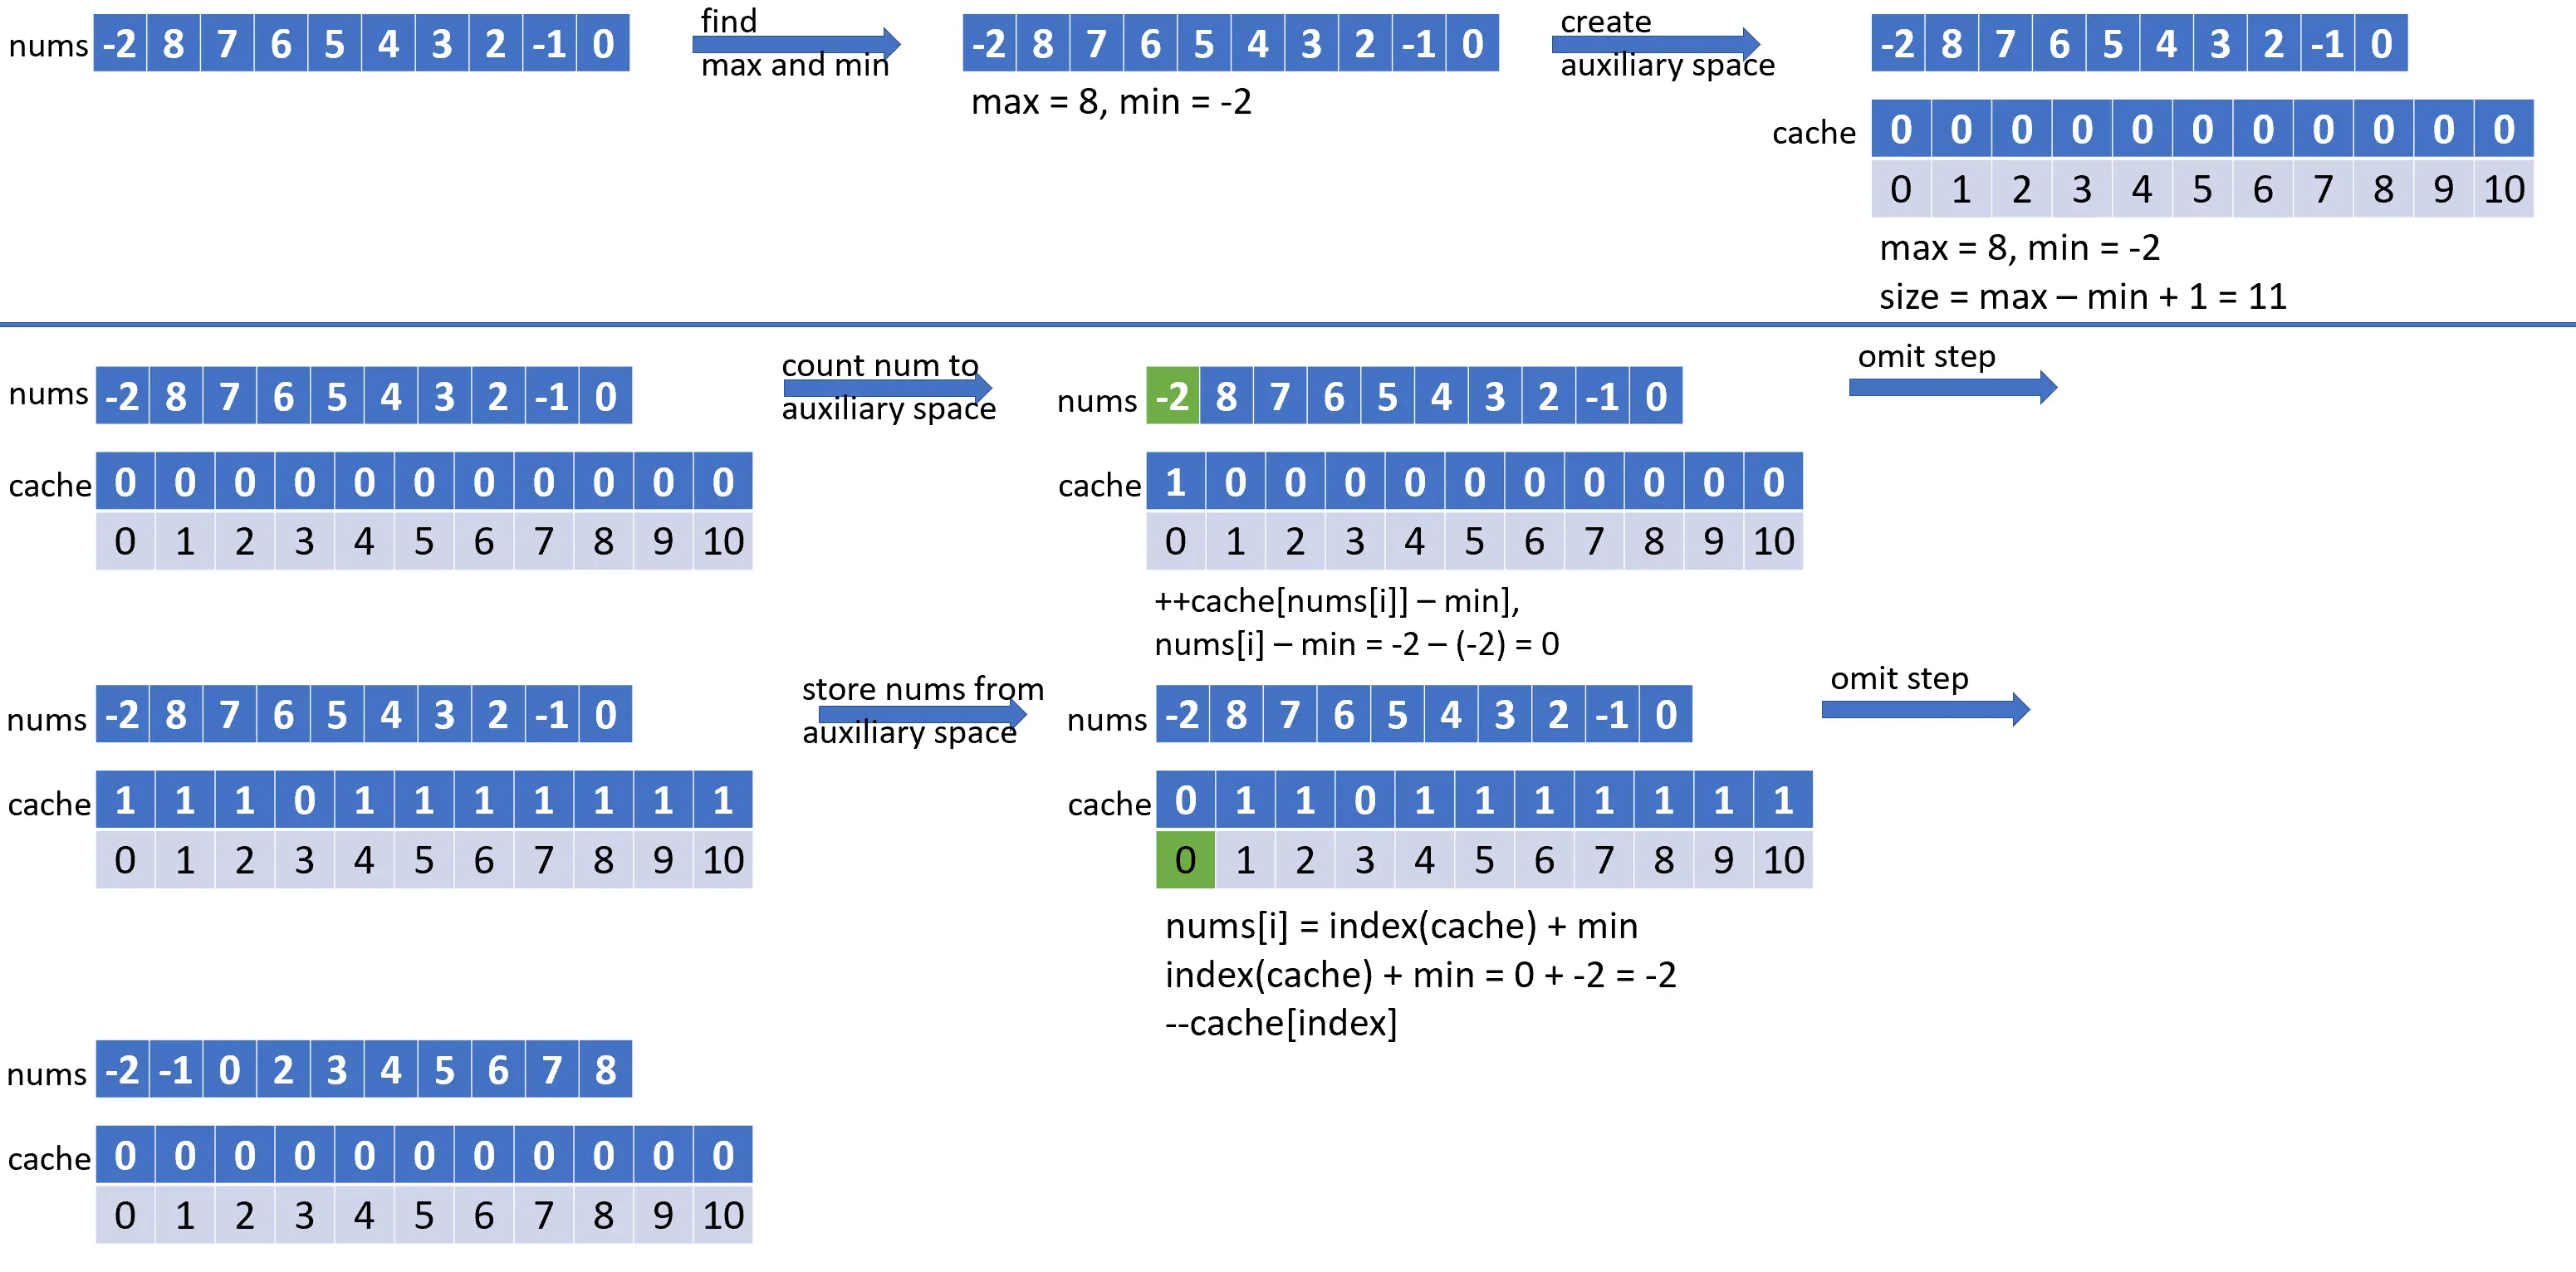 nums -2 8 7 6 5 4 3 2 -1 0
find
max and min
-2 8 7 6 5 4 3 2 -1 0
max = 8, min = -2
create
auxiliary space
-2 8 7 6 5 4 3 2 -1 0
cache 0 0 0 0 0 0 0 0 0 0 0
0 1 2 3 4 5 6 7 8 9 10
max = 8, min = -2
size = max – min + 1 = 11
nums -2 8 7 6 5 4 3 2 -1 0
cache 0 0 0 0 0 0 0 0 0 0 0
0 1 2 3 4 5 6 7 8 9 10
count num to
auxiliary space
nums -2 8 7 6 5 4 3 2 -1 0
cache 1 0 0 0 0 0 0 0 0 0 0
0 1 2 3 4 5 6 7 8 9 10
++cache[nums[i]] – min],
nums[i] – min = -2 – (-2) = 0
omit step
nums -2 8 7 6 5 4 3 2 -1 0
cache 1 1 1 0 1 1 1 1 1 1 1
0 1 2 3 4 5 6 7 8 9 10
store nums from
auxiliary space
nums -2 8 7 6 5 4 3 2 -1 0
cache 0 1 1 0 1 1 1 1 1 1 1
0 1 2 3 4 5 6 7 8 9 10
nums[i] = index(cache) + min
index(cache) + min = 0 + -2 = -2
--cache[index]
omit step
nums -2 -1 0 2 3 4 5 6 7 8
cache 0 0 0 0 0 0 0 0 0 0 0
0 1 2 3 4 5 6 7 8 9 10